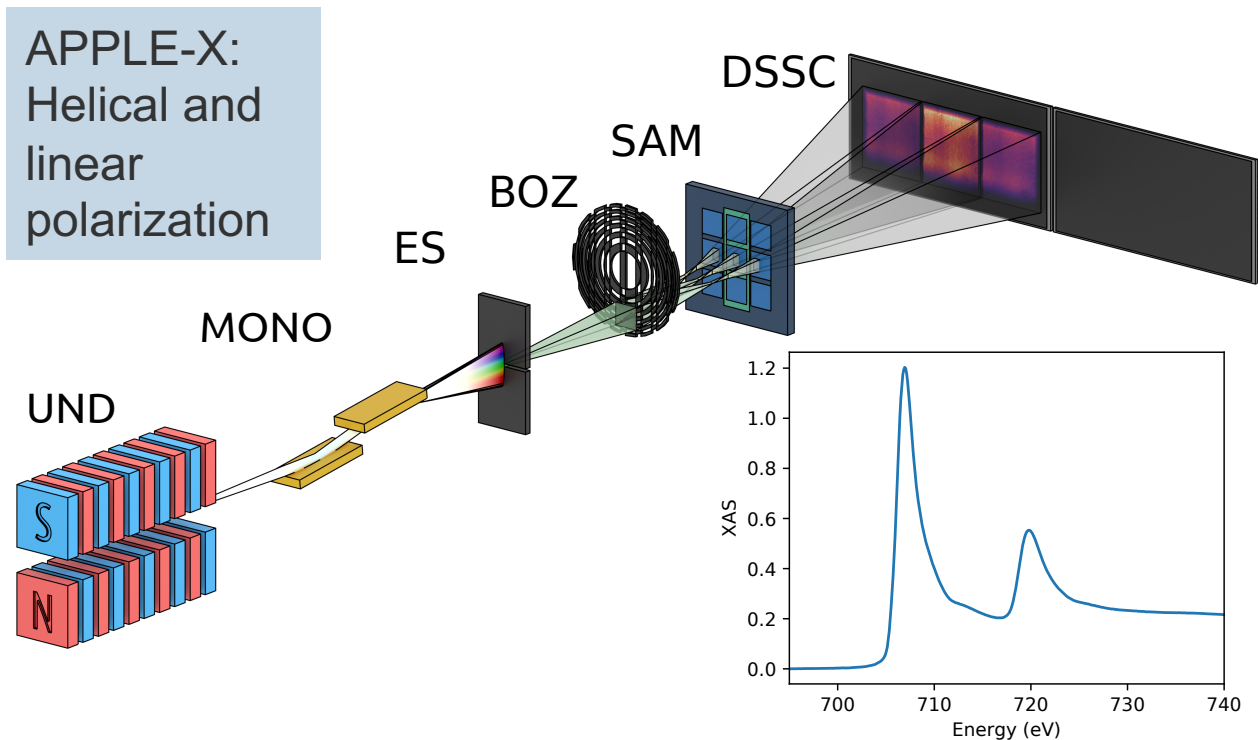 APPLE-X:
Helical and
linear
polarization
DSSC
SAM
BOZ
ES
MONO
UND
S
N
1.2
1.0
0.8
0.6
0.4
0.2
0.0
XAS
700
710
720
730
740
Energy (eV)